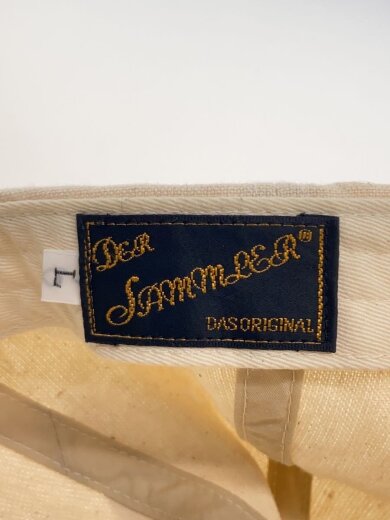 DER
SAMMLER®
DAS ORIGINAL
L